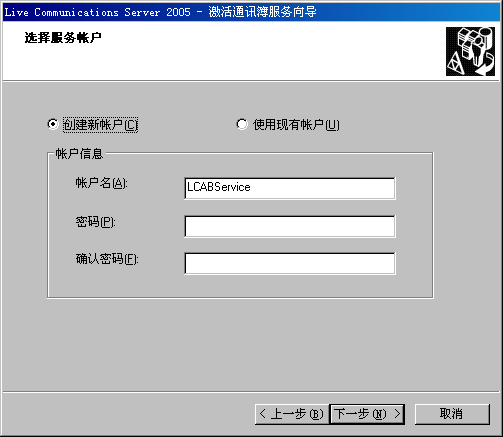 Live Communications Server 2005 - 激活通讯簿服务向导
选择服务帐户
创建新帐户(C) 使用现有帐户(U)
帐户信息
帐户名(A): LCABService
密码(P):
确认密码(F):
< 上一步(B) 下一步(N) > 取消